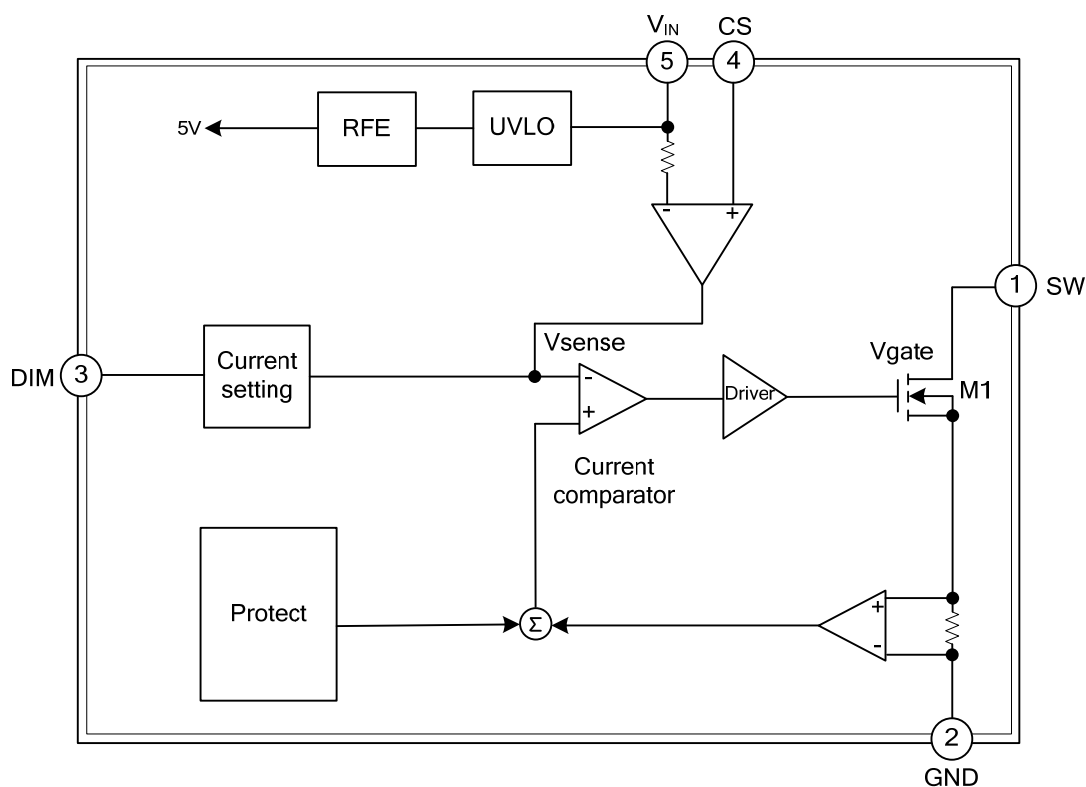 VIN CS
5 4
5V RFE UVLO
- +
1 SW
Vsense
Vgate
DIM 3 Current setting
- Driver M1
+
Current
comparator
Protect
Σ + -
2
GND